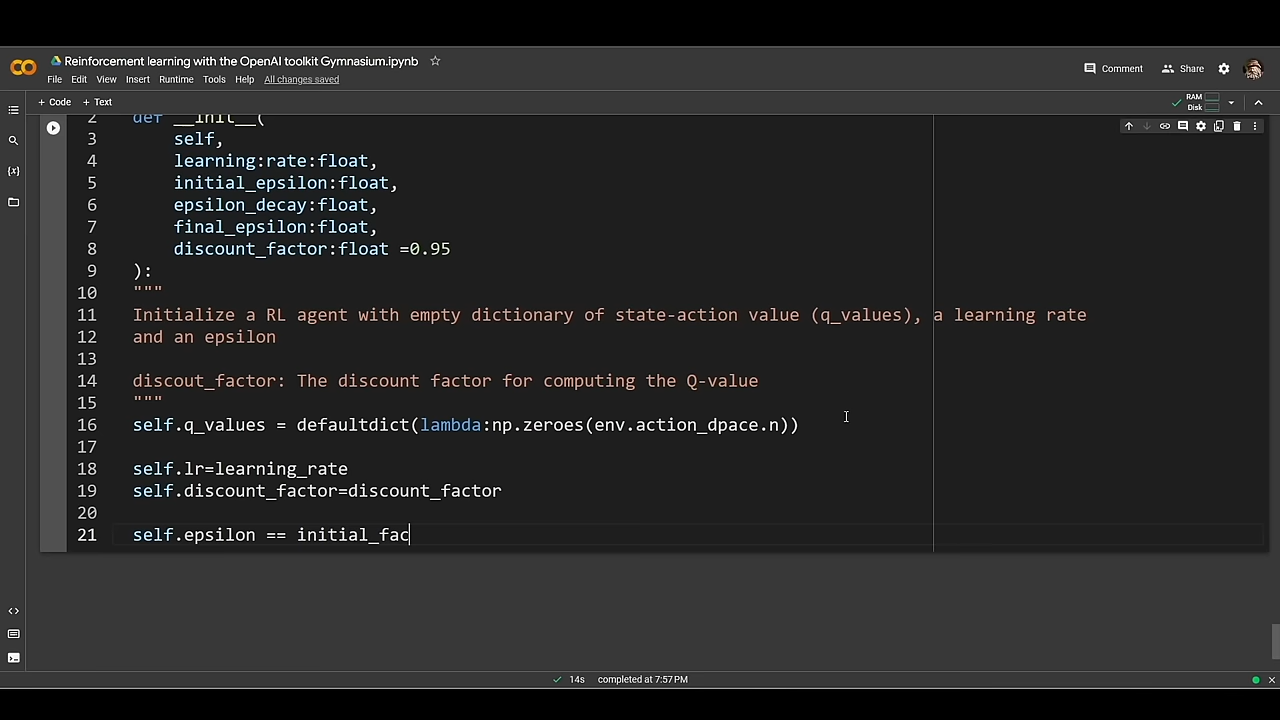 Reinforcement learning with the OpenAI toolkit Gymnasium.ipynb
File Edit View Insert Runtime Tools Help All changes saved
Comment Share
+ Code + Text
RAM
Disk
2 def __init__(
3 self,
4 learning:rate:float,
5 initial_epsilon:float,
6 epsilon_decay:float,
7 final_epsilon:float,
8 discount_factor:float =0.95
9 ):
10 """
11 Initialize a RL agent with empty dictionary of state-action value (q_values), a learning rate
12 and an epsilon
13
14 discout_factor: The discount factor for computing the Q-value
15 """
16 self.q_values = defaultdict(lambda:np.zeroes(env.action_dpace.n))
17
18 self.lr=learning_rate
19 self.discount_factor=discount_factor
20
21 self.epsilon == initial_fac
14s completed at 7:57 PM